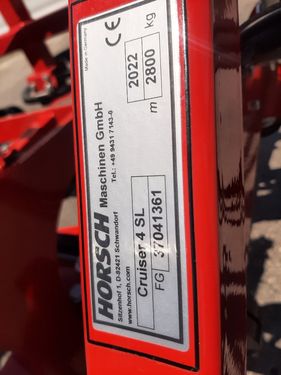 HORSCH
Maschinen GmbH
Tel.: +49 9431 7143-0
Made in Germany
CE
Sitzenhof 1, D-92421 Schwandorf
www.horsch.com
Cruiser 4 SL
2022
FG 37041361
m 2800 kg